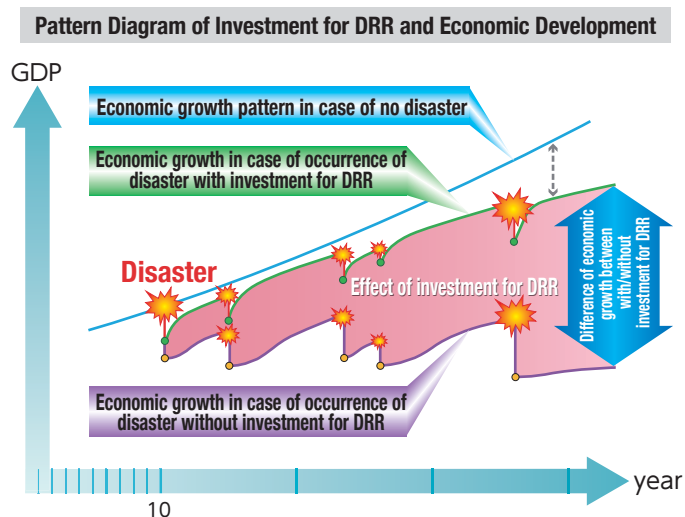 Pattern Diagram of Investment for DRR and Economic Development
GDP
Economic growth pattern in case of no disaster
Economic growth in case of occurrence of
disaster with investment for DRR
Disaster
Effect of investment for DRR
Difference of economic
growth between
with/without
investment for DRR
Economic growth in case of occurrence of
disaster without investment for DRR
year
10